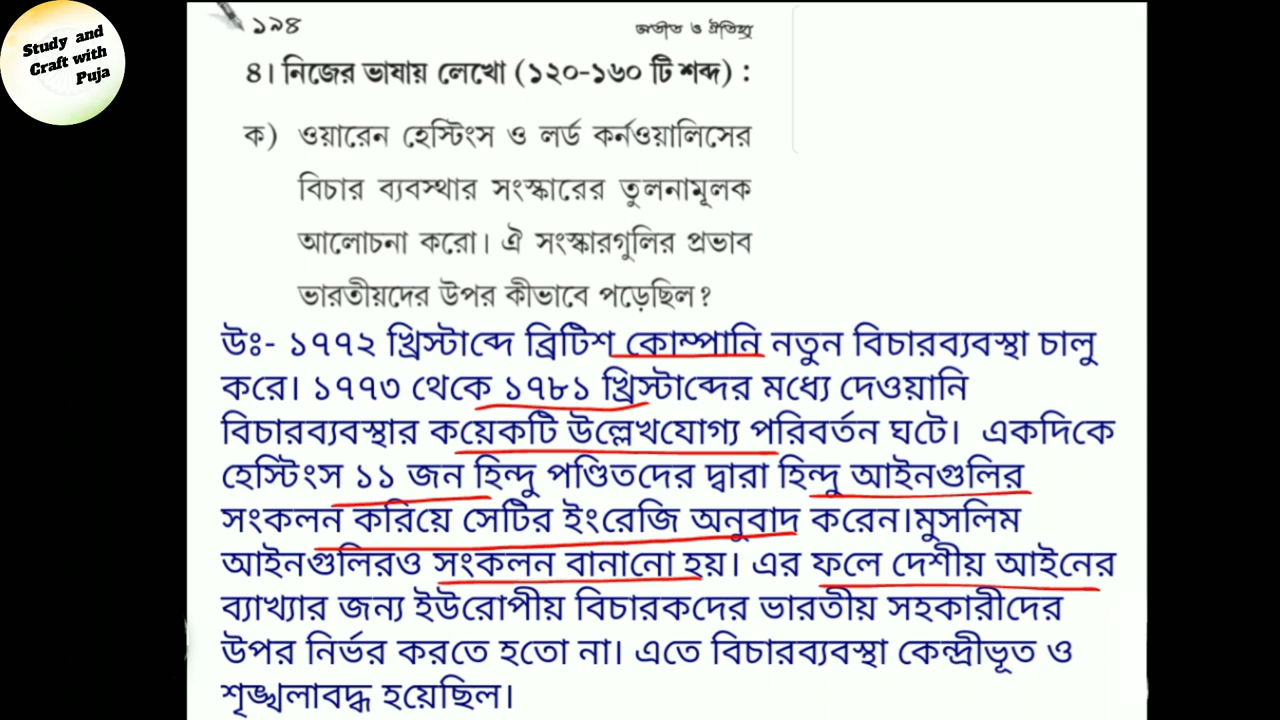 Study and
Craft with
Puja
১৯৪
অতীত ও ঐতিহ্য
৪। নিজের ভাষায় লেখো (১২০-১৬০ টি শব্দ) :
ক) ওয়ারেন হেস্টিংস ও লর্ড কর্নওয়ালিসের
বিচার ব্যবস্থার সংস্কারের তুলনামূলক
আলোচনা করো। ঐ সংস্কারগুলির প্রভাব
ভারতীয়দের উপর কীভাবে পড়েছিল?
উঃ- ১৭৭২ খ্রিস্টাব্দে ব্রিটিশ কোম্পানি নতুন বিচারব্যবস্থা চালু
করে। ১৭৭৩ থেকে ১৭৮১ খ্রিস্টাব্দের মধ্যে দেওয়ানি
বিচারব্যবস্থার কয়েকটি উল্লেখযোগ্য পরিবর্তন ঘটে। একদিকে
হেস্টিংস ১১ জন হিন্দু পণ্ডিতদের দ্বারা হিন্দু আইনগুলির
সংকলন করিয়ে সেটির ইংরেজি অনুবাদ করেন।মুসলিম
আইনগুলিরও সংকলন বানানো হয়। এর ফলে দেশীয় আইনের
ব্যাখ্যার জন্য ইউরোপীয় বিচারকদের ভারতীয় সহকারীদের
উপর নির্ভর করতে হতো না। এতে বিচারব্যবস্থা কেন্দ্রীভূত ও
শৃঙ্খলাবদ্ধ হয়েছিল।